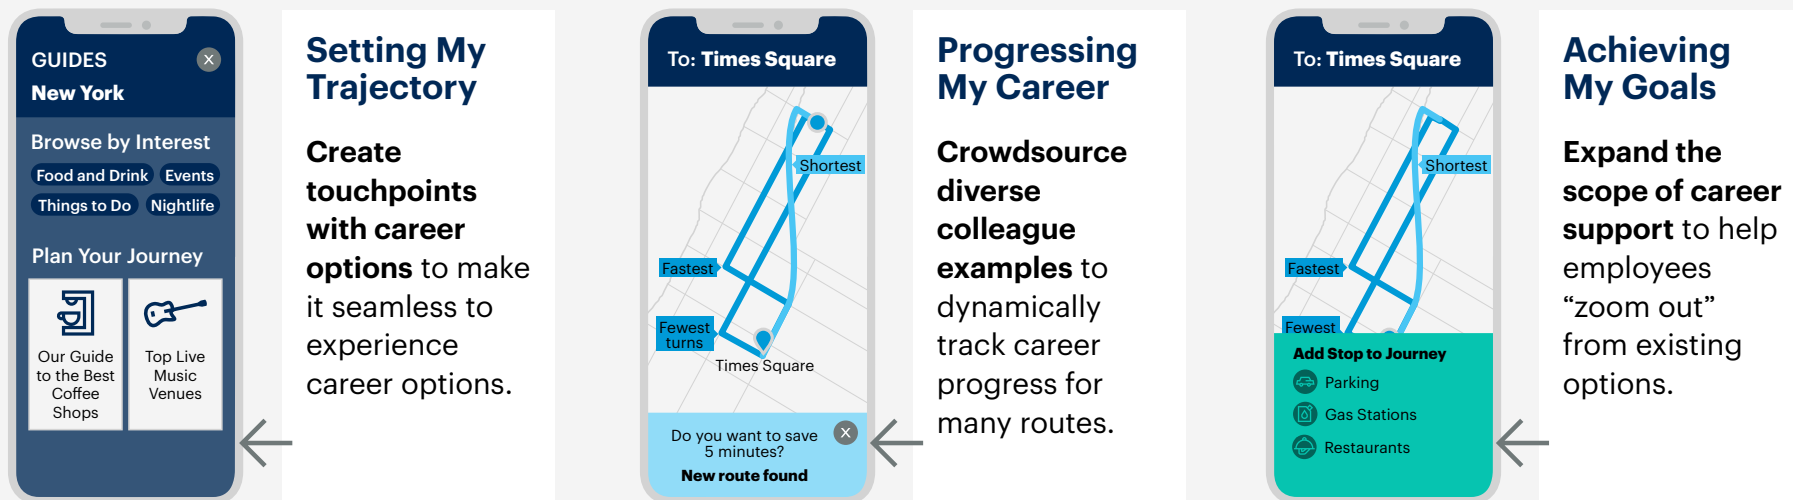 GUIDES
X
New York
Browse by Interest
Food and Drink
Events
Things to Do
Nightlife
Plan Your Journey
Our Guide
to the Best
Coffee
Shops
Top Live
Music
Venues
Setting My
Trajectory
Create
touchpoints
with career
options to make
it seamless to
experience
career options.
To: Times Square
Shortest
Fastest
Fewest
turns
Times Square
Do you want to save
5 minutes?
X
New route found
Progressing
My Career
Crowdsource
diverse
colleague
examples to
dynamically
track career
progress for
many routes.
To: Times Square
Shortest
Fastest
Fewest
Add Stop to Journey
Parking
Gas Stations
Restaurants
Achieving
My Goals
Expand the
scope of career
support to help
employees
“zoom out”
from existing
options.